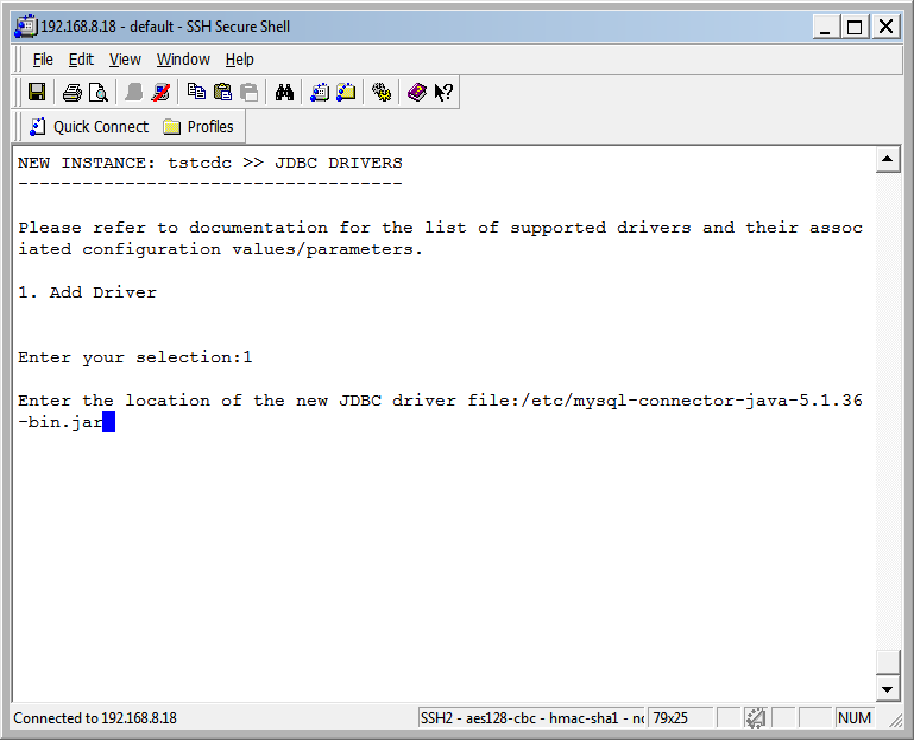 192.168.8.18 - default - SSH Secure Shell
File Edit View Window Help
Quick Connect Profiles
NEW INSTANCE: tstcdc >> JDBC DRIVERS
------------------------------------
Please refer to documentation for the list of supported drivers and their assoc
iated configuration values/parameters.
1. Add Driver
Enter your selection:1
Enter the location of the new JDBC driver file:/etc/mysql-connector-java-5.1.36
-bin.jar
Connected to 192.168.8.18 SSH2 - aes128-cbc - hmac-sha1 - nc 79x25 NUM